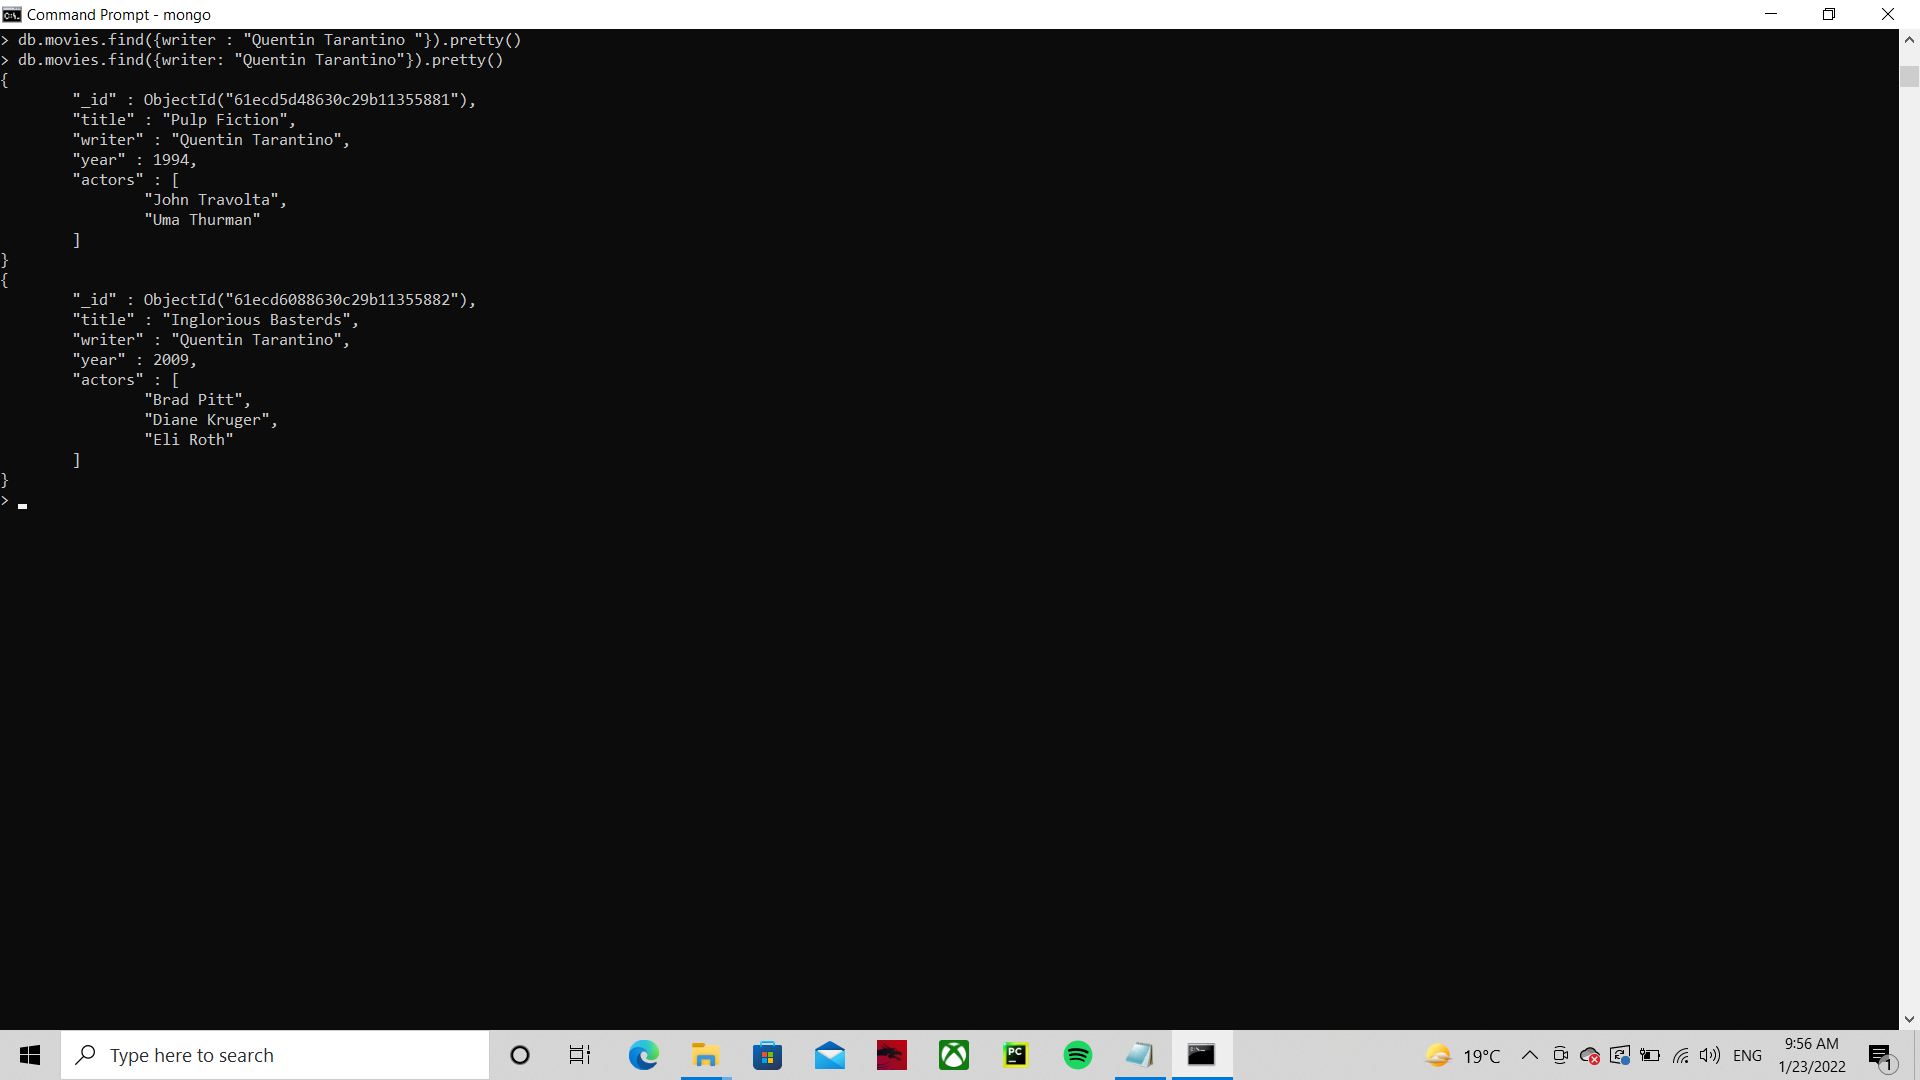 Command Prompt - mongo
> db.movies.find({writer : "Quentin Tarantino "}).pretty()
> db.movies.find({writer: "Quentin Tarantino"}).pretty()
{
        "_id" : ObjectId("61ecd5d48630c29b11355881"),
        "title" : "Pulp Fiction",
        "writer" : "Quentin Tarantino",
        "year" : 1994,
        "actors" : [
                "John Travolta",
                "Uma Thurman"
        ]
}
{
        "_id" : ObjectId("61ecd6088630c29b11355882"),
        "title" : "Inglorious Basterds",
        "writer" : "Quentin Tarantino",
        "year" : 2009,
        "actors" : [
                "Brad Pitt",
                "Diane Kruger",
                "Eli Roth"
        ]
}
>
Type here to search
PC
19°C
ENG
9:56 AM
1/23/2022
1